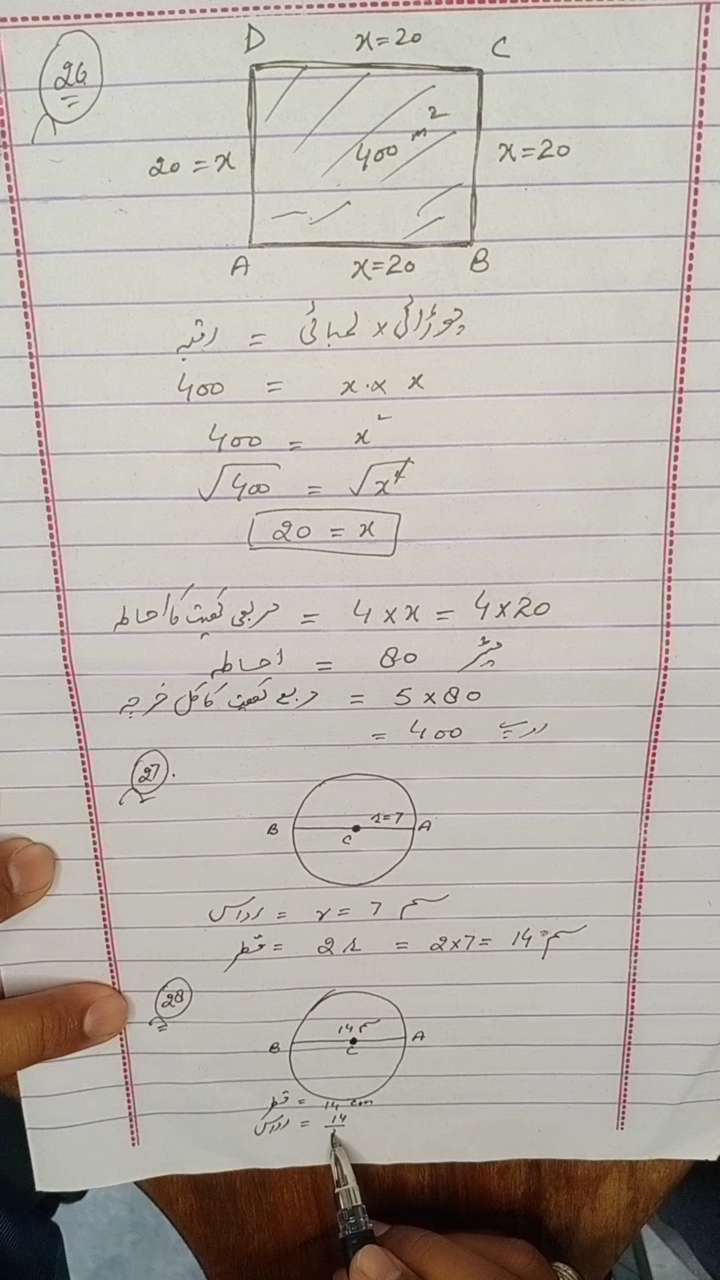 26
D x=20 C
20=x 400 m² x=20
A x=20 B
رقبہ = لمبائی × چوڑائی
400 = x.x x
400 = x²
√400 = √x²
20 = x
مربعی کھیت کا احاطہ = 4×x = 4×20
احاطہ = 80 میٹر
مربع کھیت کا کل خرچہ = 5×80
= 400 روپے
27.
B C r=7 A
رداس = r = 7 سم
قطر = 2r = 2×7 = 14 سم
28
B 14 سم C A
قطر = 14 cm
رداس = 14